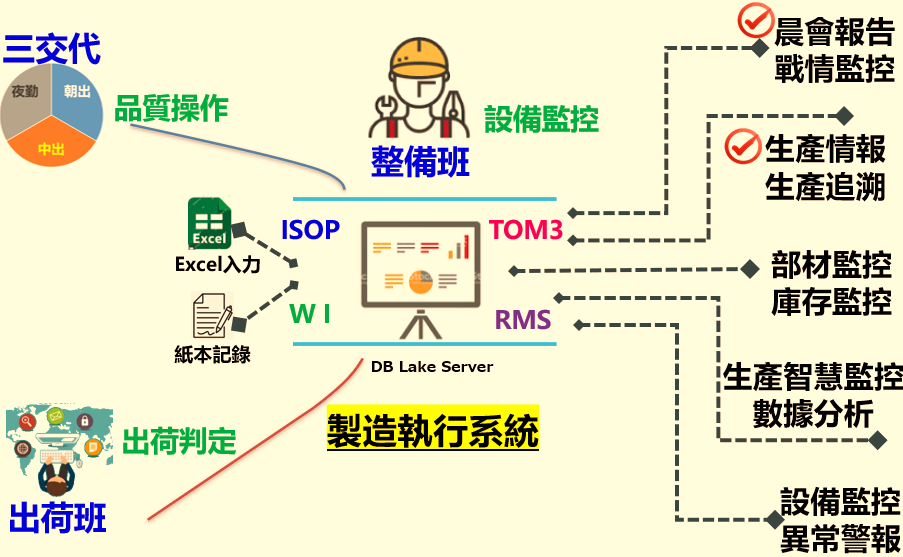 三交代
夜勤
朝出
中出
品質操作
整備班
設備監控
晨會報告
戰情監控
生產情報
生產追溯
Excel
Excel入力
紙本記錄
ISOP
TOM3
W I
RMS
DB Lake Server
製造執行系統
部材監控
庫存監控
生產智慧監控
數據分析
設備監控
異常警報
出荷判定
出荷班